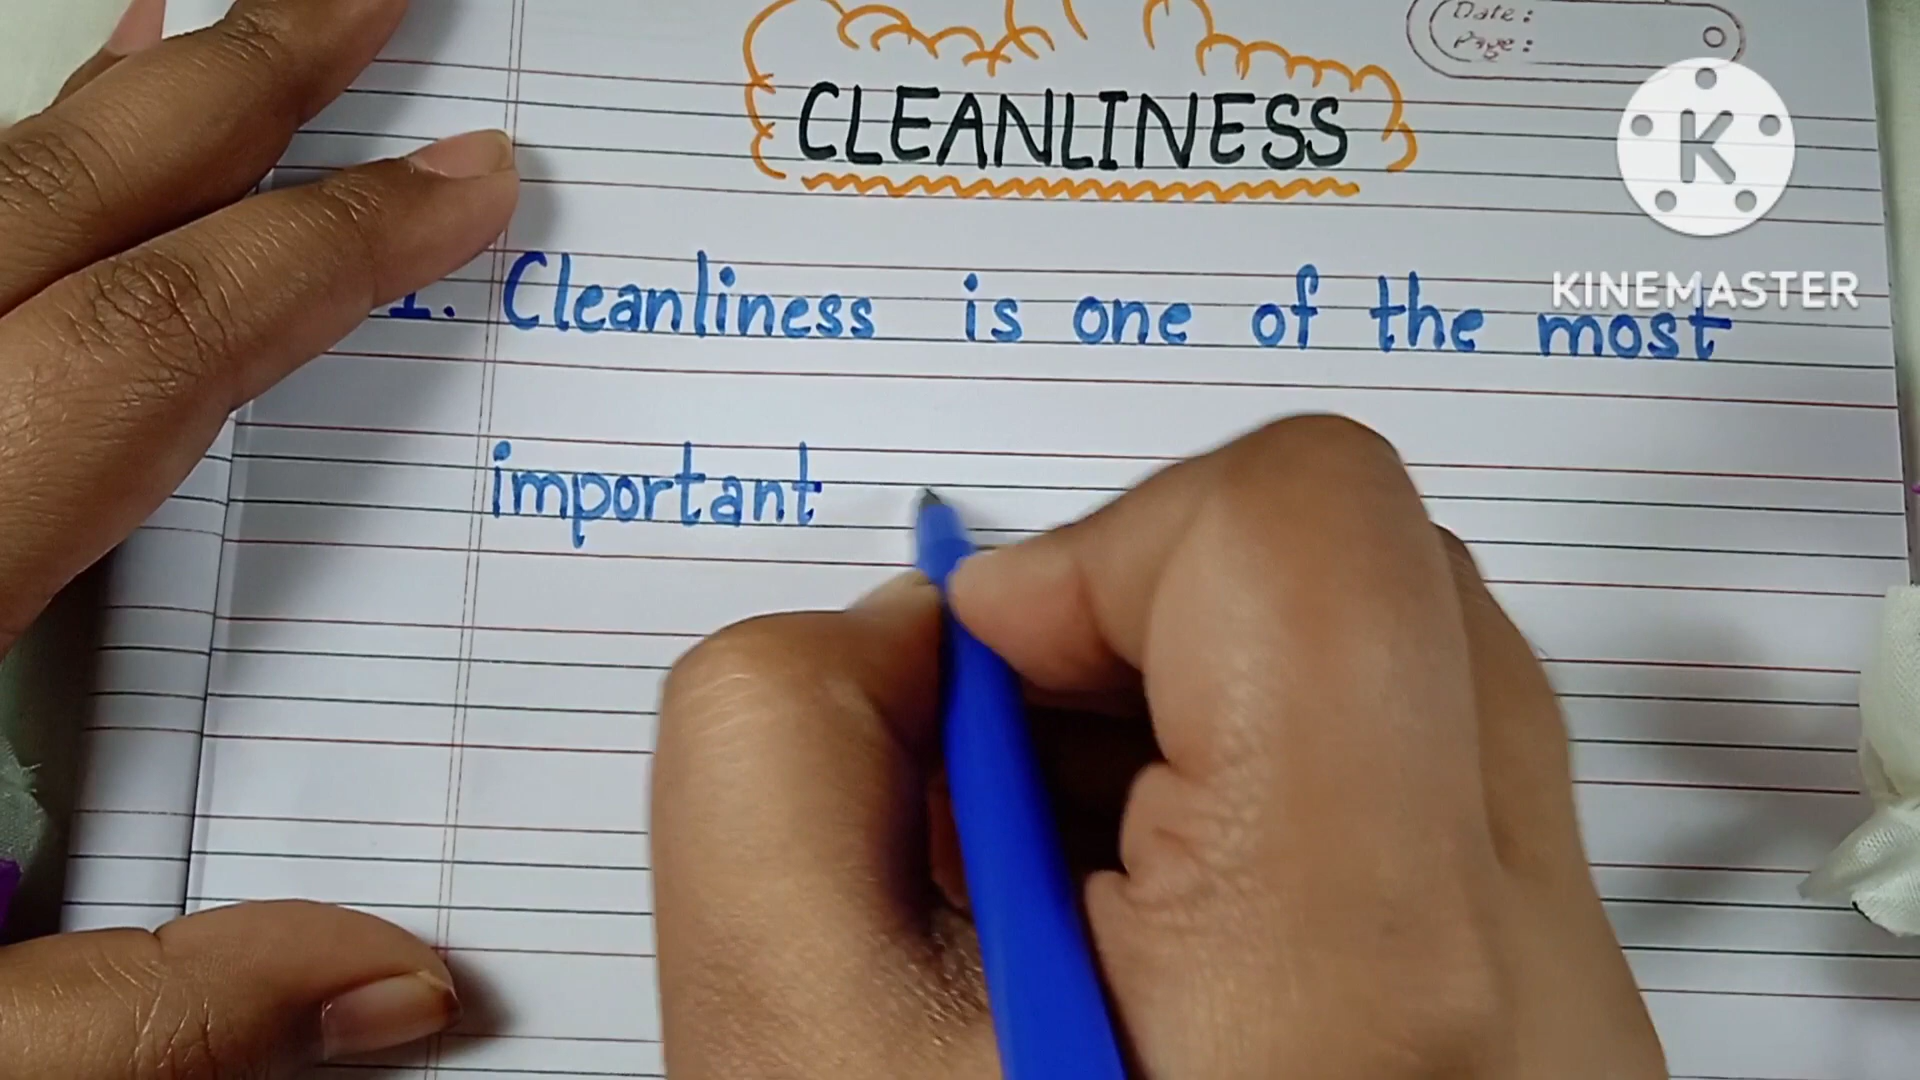 Date:
Page:
CLEANLINESS
KINEMASTER
1. Cleanliness is one of the most
important